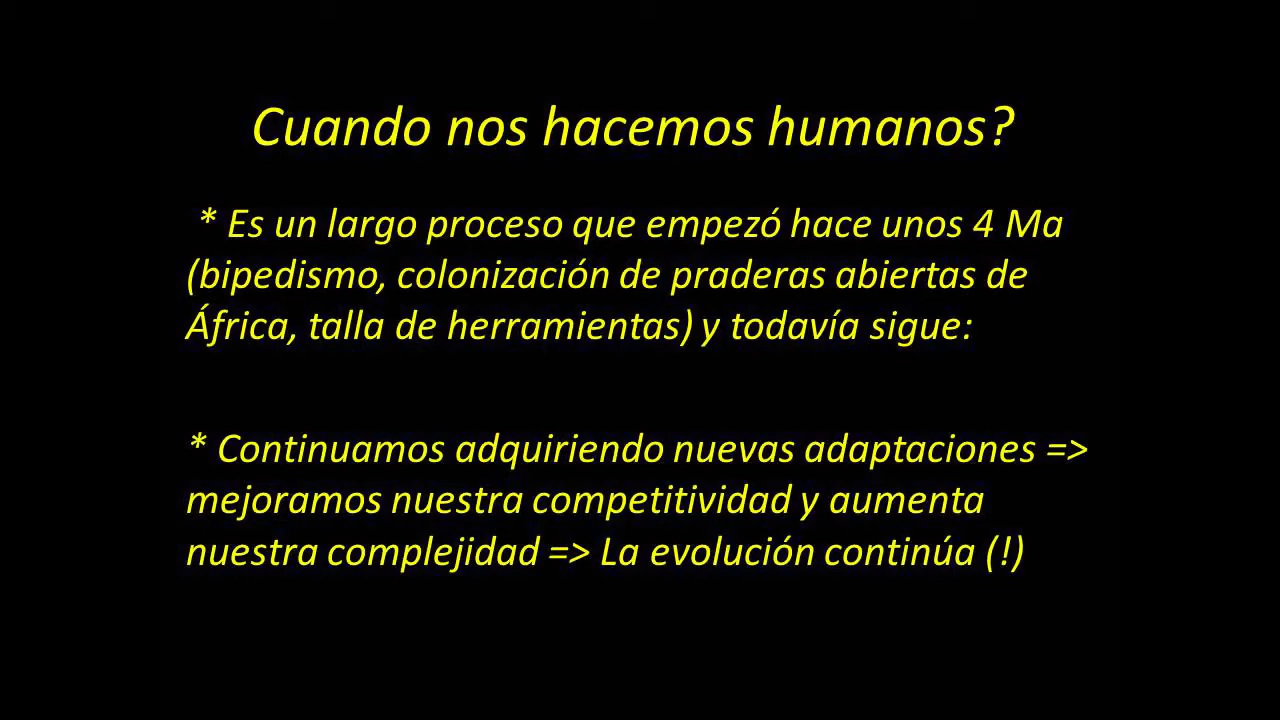 Cuando nos hacemos humanos?
* Es un largo proceso que empezó hace unos 4 Ma
(bipedismo, colonización de praderas abiertas de
África, talla de herramientas) y todavía sigue:
* Continuamos adquiriendo nuevas adaptaciones =>
mejoramos nuestra competitividad y aumenta
nuestra complejidad => La evolución continúa (!)